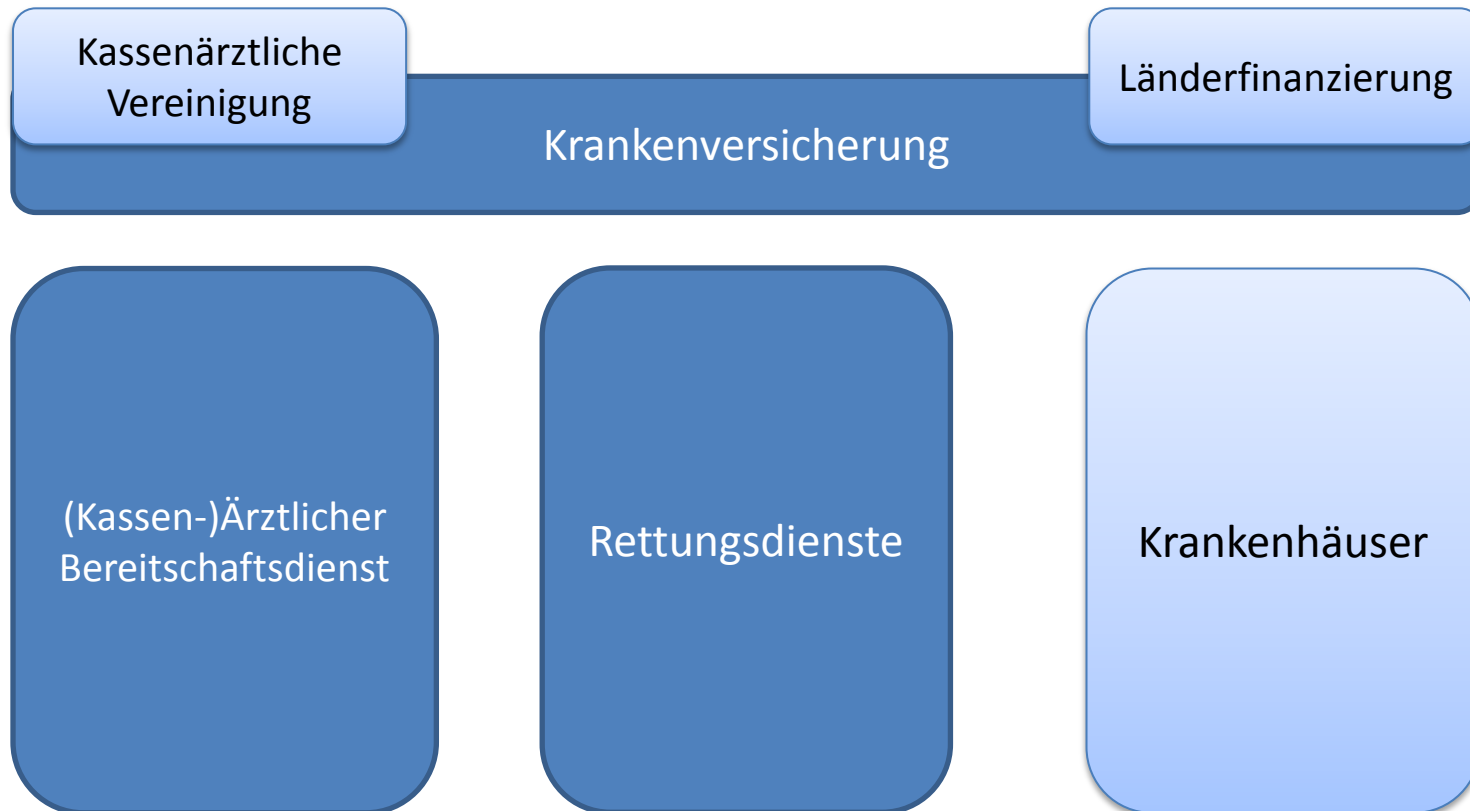 Kassenärztliche
Vereinigung
Länderfinanzierung
Krankenversicherung
(Kassen-)Ärztlicher
Bereitschaftsdienst
Rettungsdienste
Krankenhäuser